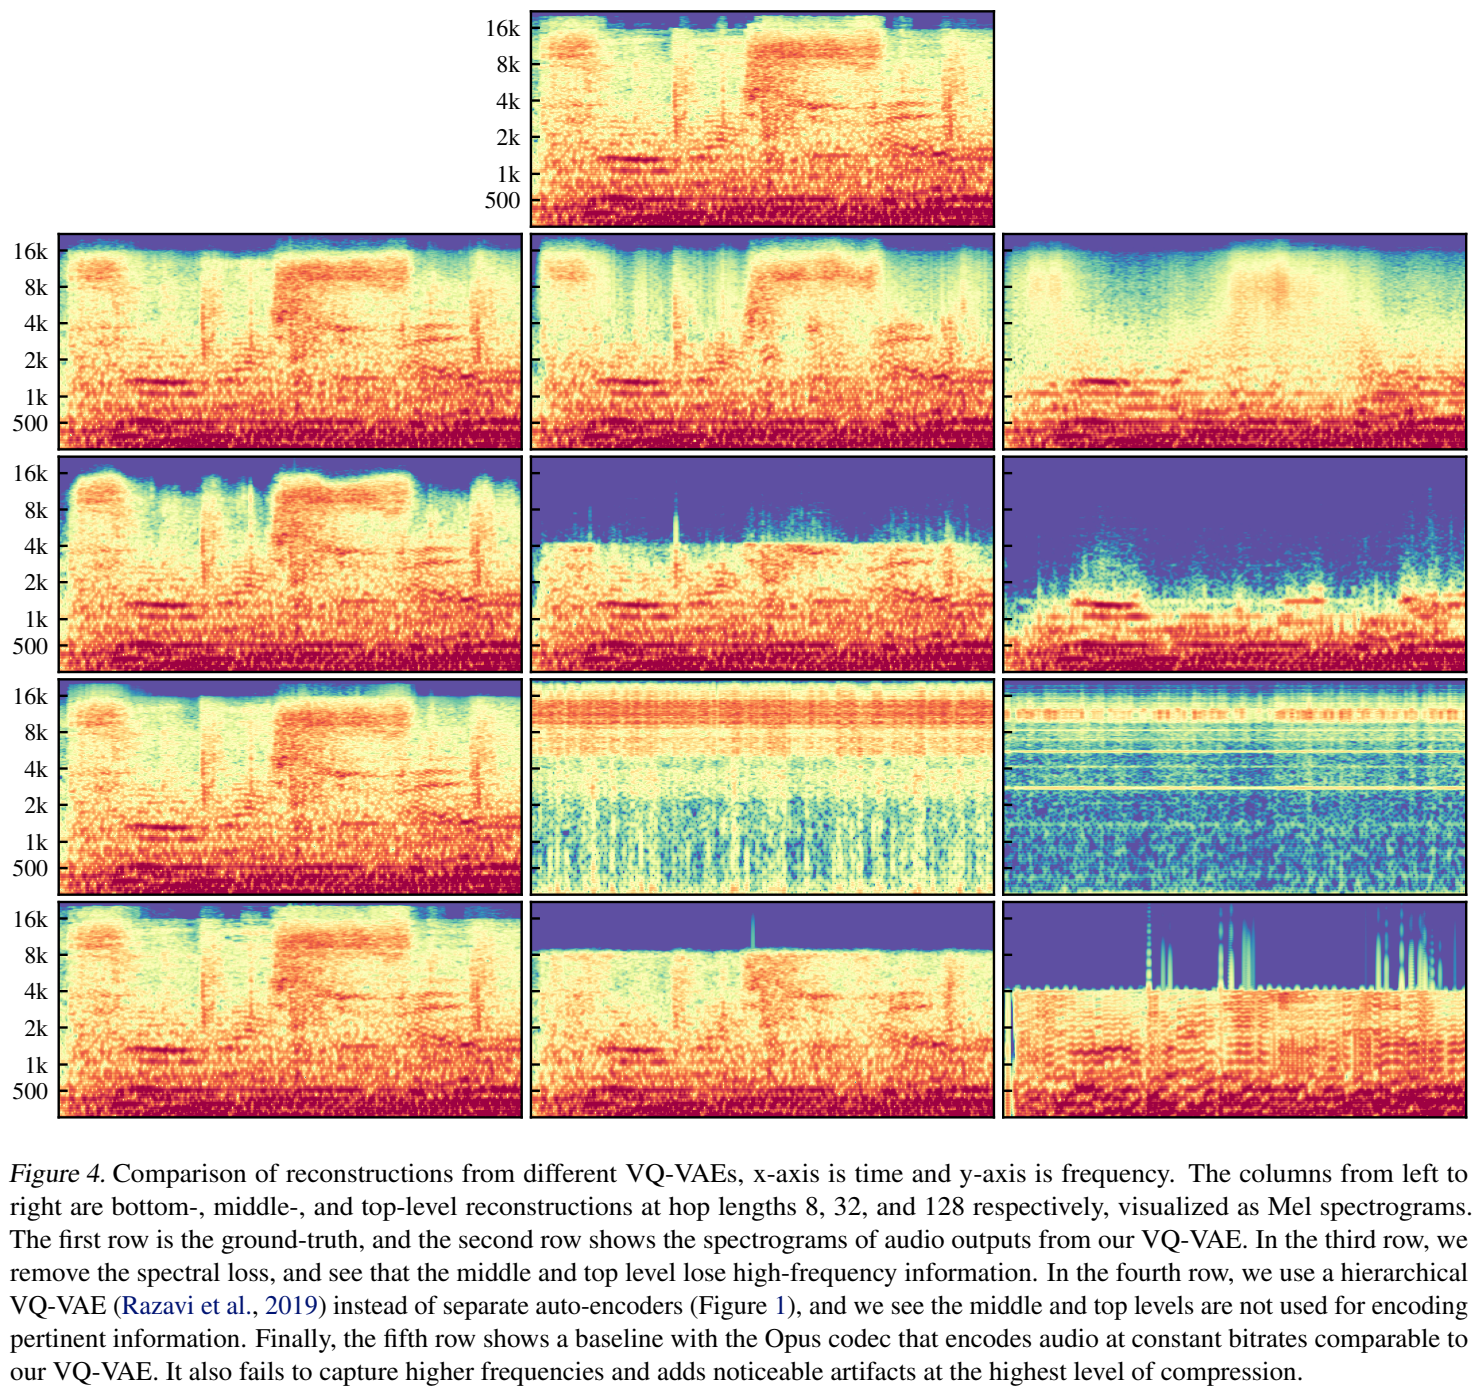 16k
8k
4k
2k
1k
500
16k
8k
4k
2k
1k
500
16k
8k
4k
2k
1k
500
16k
8k
4k
2k
1k
500
16k
8k
4k
2k
1k
500
Figure 4. Comparison of reconstructions from different VQ-VAEs, x-axis is time and y-axis is frequency. The columns from left to
right are bottom-, middle-, and top-level reconstructions at hop lengths 8, 32, and 128 respectively, visualized as Mel spectrograms.
The first row is the ground-truth, and the second row shows the spectrograms of audio outputs from our VQ-VAE. In the third row, we
remove the spectral loss, and see that the middle and top level lose high-frequency information. In the fourth row, we use a hierarchical
VQ-VAE (Razavi et al., 2019) instead of separate auto-encoders (Figure 1), and we see the middle and top levels are not used for encoding
pertinent information. Finally, the fifth row shows a baseline with the Opus codec that encodes audio at constant bitrates comparable to
our VQ-VAE. It also fails to capture higher frequencies and adds noticeable artifacts at the highest level of compression.